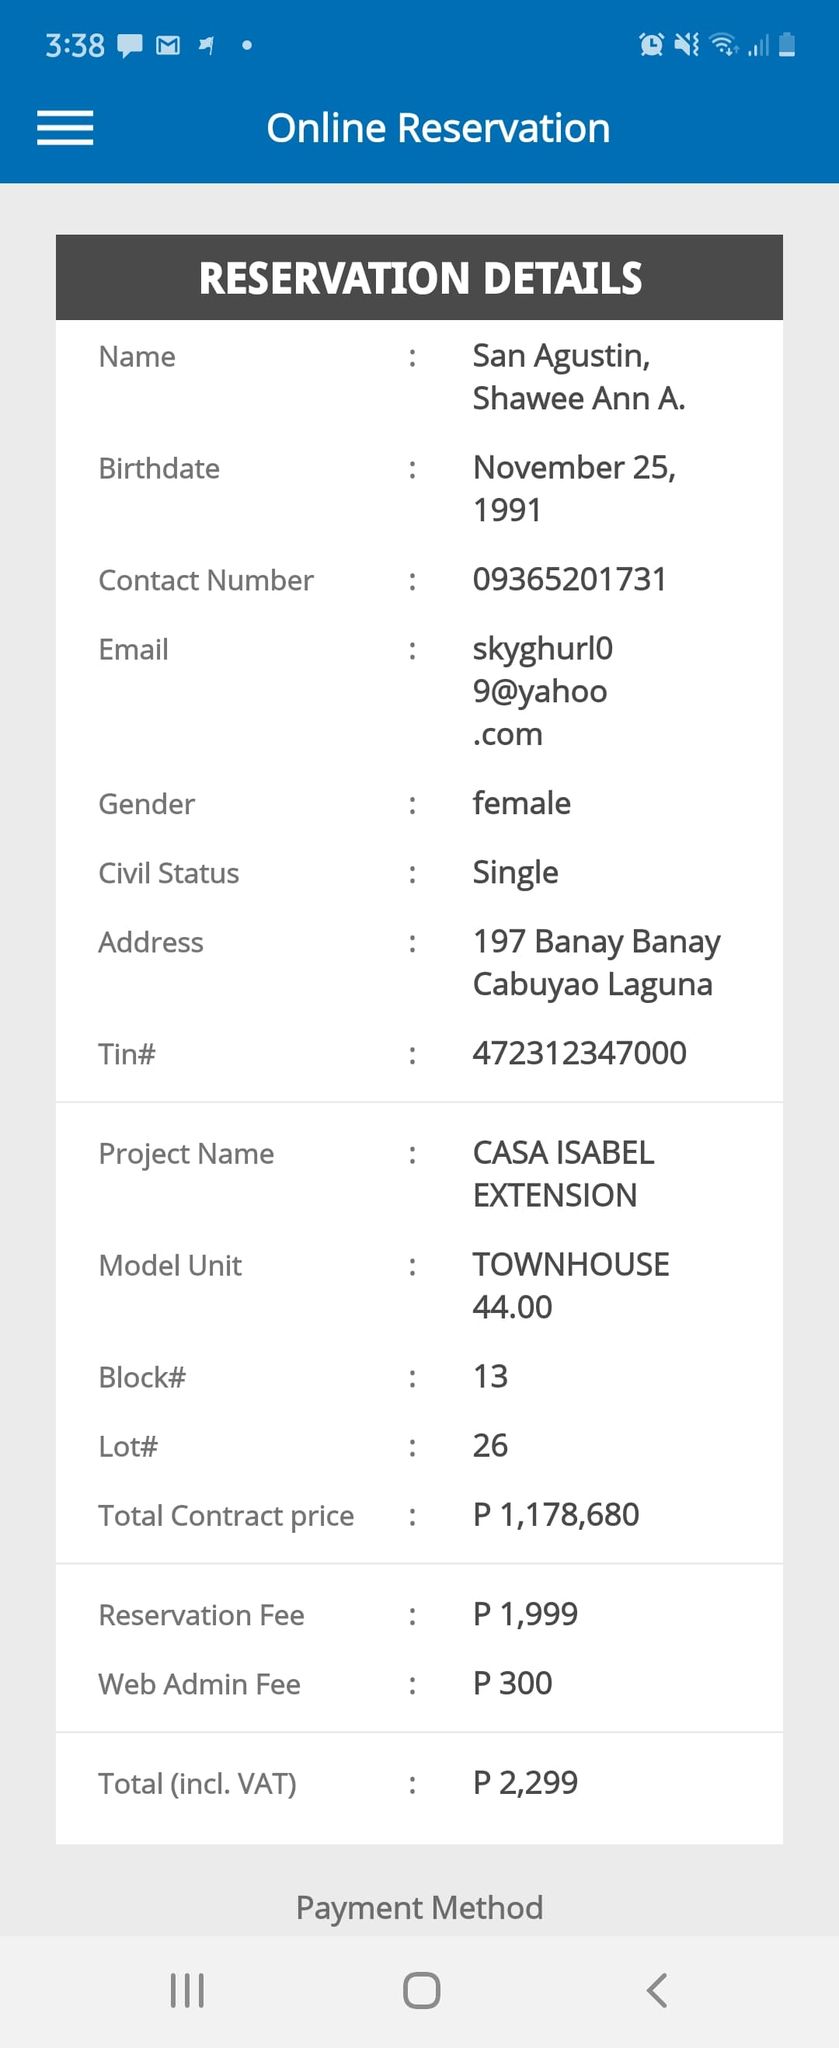 3:38
Online Reservation
RESERVATION DETAILS
Name : San Agustin,
Shawee Ann A.
Birthdate : November 25,
1991
Contact Number : 09365201731
Email : skyghurl0
9@yahoo
.com
Gender : female
Civil Status : Single
Address : 197 Banay Banay
Cabuyao Laguna
Tin# : 472312347000
Project Name : CASA ISABEL
EXTENSION
Model Unit : TOWNHOUSE
44.00
Block# : 13
Lot# : 26
Total Contract price : P 1,178,680
Reservation Fee : P 1,999
Web Admin Fee : P 300
Total (incl. VAT) : P 2,299
Payment Method